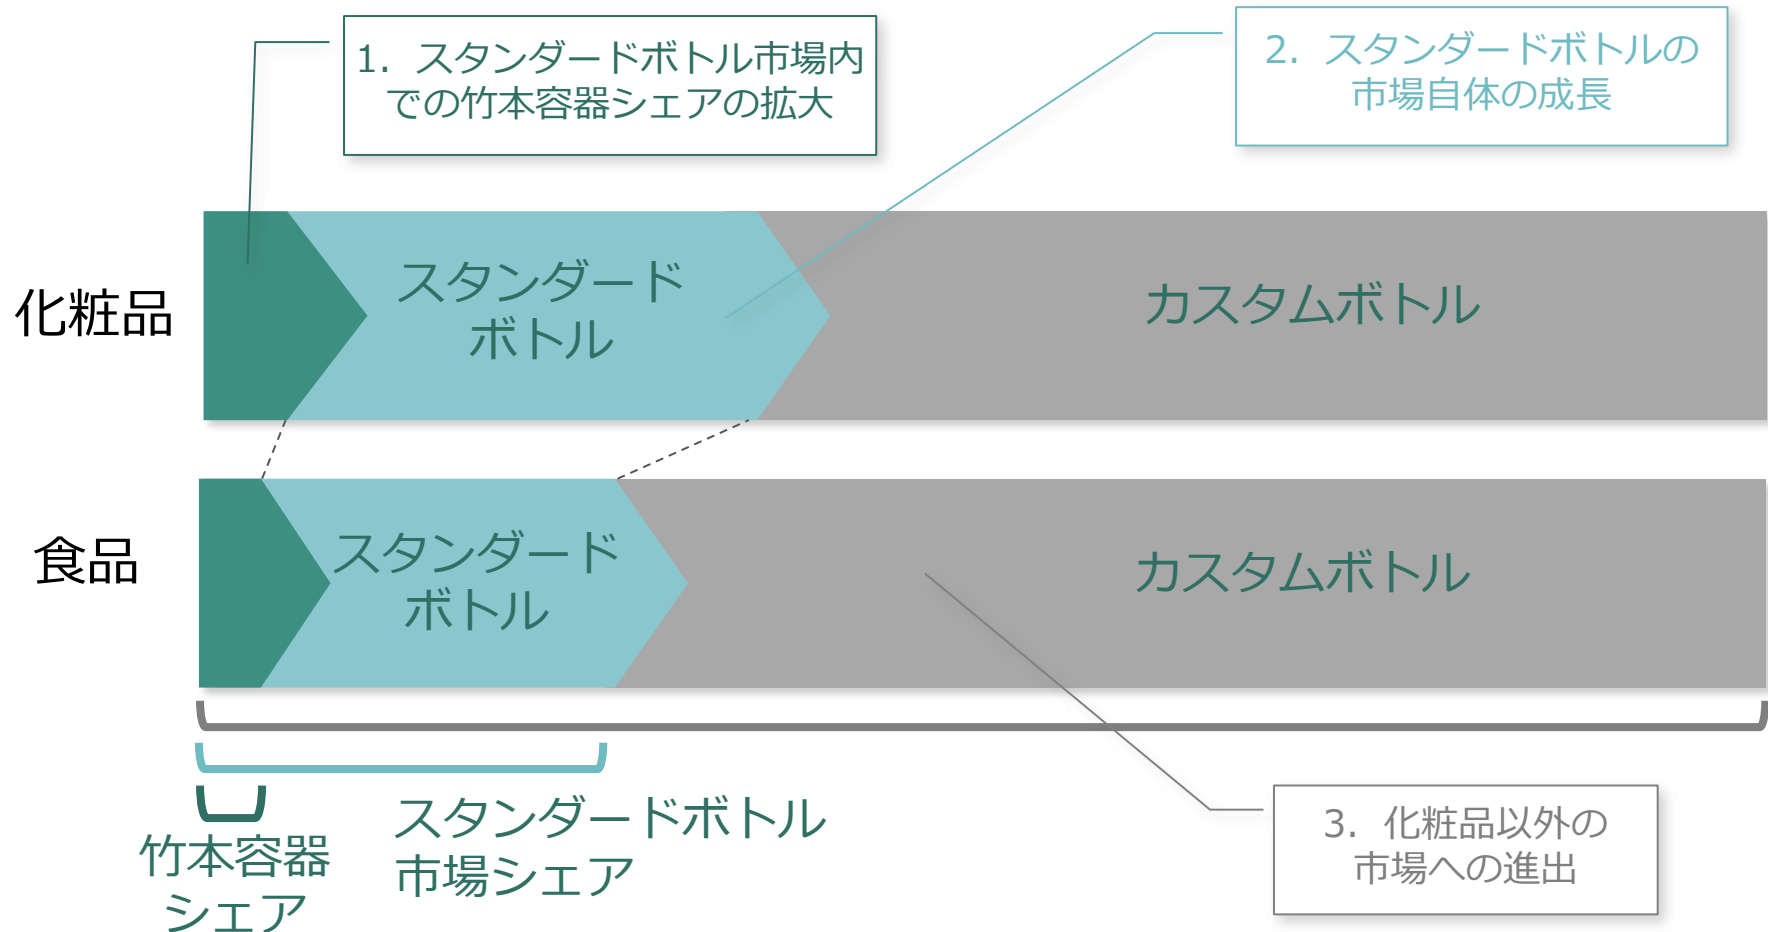 1. スタンダードボトル市場内
での竹本容器シェアの拡大
2. スタンダードボトルの
市場自体の成長
化粧品
スタンダード
ボトル
カスタムボトル
食品
スタンダード
ボトル
カスタムボトル
竹本容器
シェア
スタンダードボトル
市場シェア
3. 化粧品以外の
市場への進出